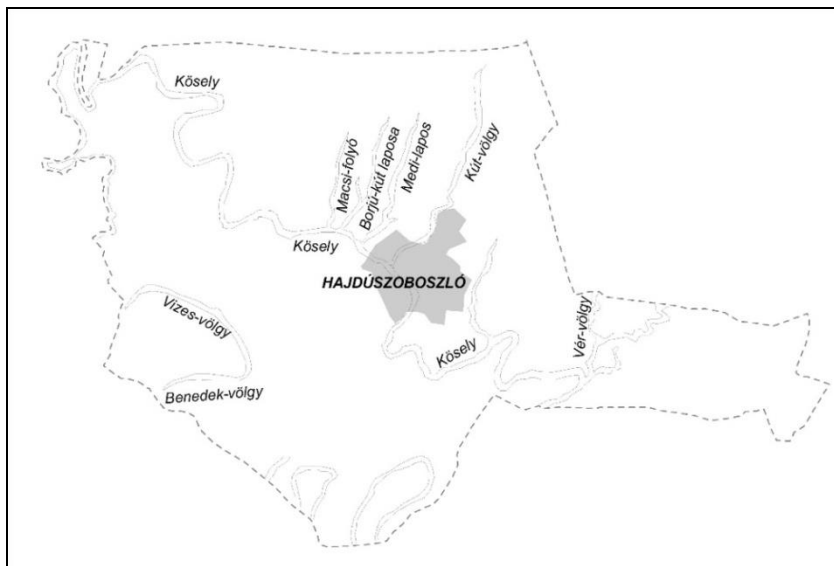 Kösely
Macsi-folyó
Borjú-kút laposa
Medi-lapos
Kút-völgy
Kösely
HAJDÚSZOBOSZLÓ
Vizes-völgy
Kösely
Vér-völgy
Benedek-völgy